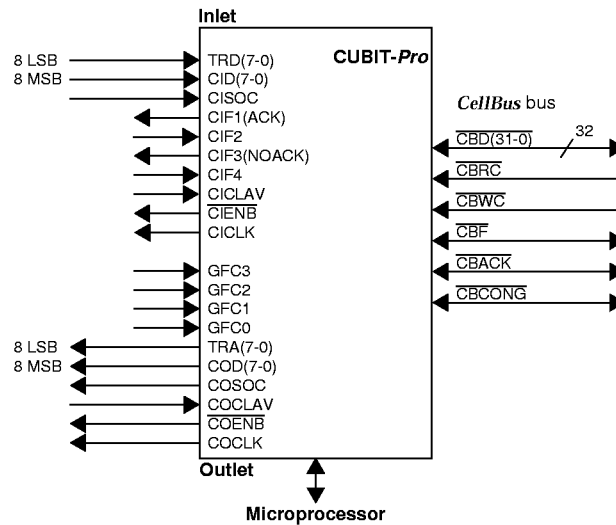 Inlet
CUBIT-Pro
8 LSB TRD(7-0)
8 MSB CID(7-0)
CISOC
CIF1(ACK)
CIF2
CIF3(NOACK)
CIF4
CICLAV
CIENB
CICLK
GFC3
GFC2
GFC1
GFC0
8 LSB TRA(7-0)
8 MSB COD(7-0)
COSOC
COCLAV
COENB
COCLK
Outlet
CellBus bus
CBD(31-0) 32
CBRC
CBWC
CBF
CBACK
CBCONG
Microprocessor